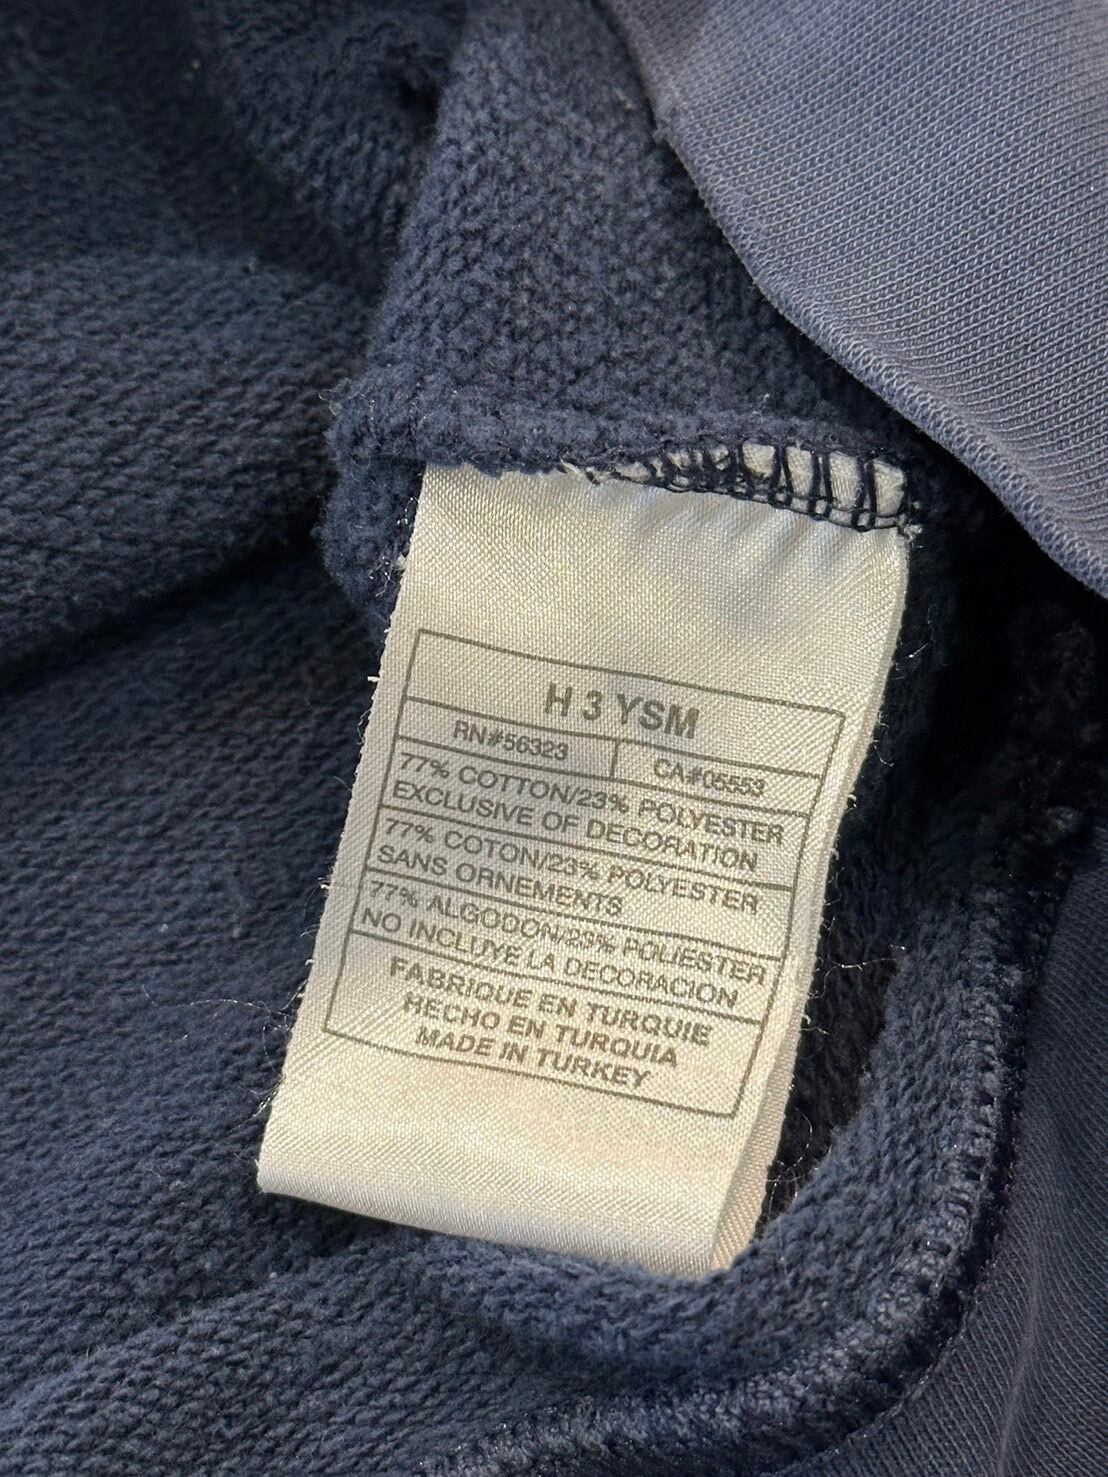 H 3 YSM
RN#56323 CA#05553
77% COTTON/23% POLYESTER
EXCLUSIVE OF DECORATION
77% COTON/23% POLYESTER
SANS ORNEMENTS
77% ALGODON/23% POLIESTER
NO INCLUYE LA DECORACION
FABRIQUE EN TURQUIE
HECHO EN TURQUIA
MADE IN TURKEY